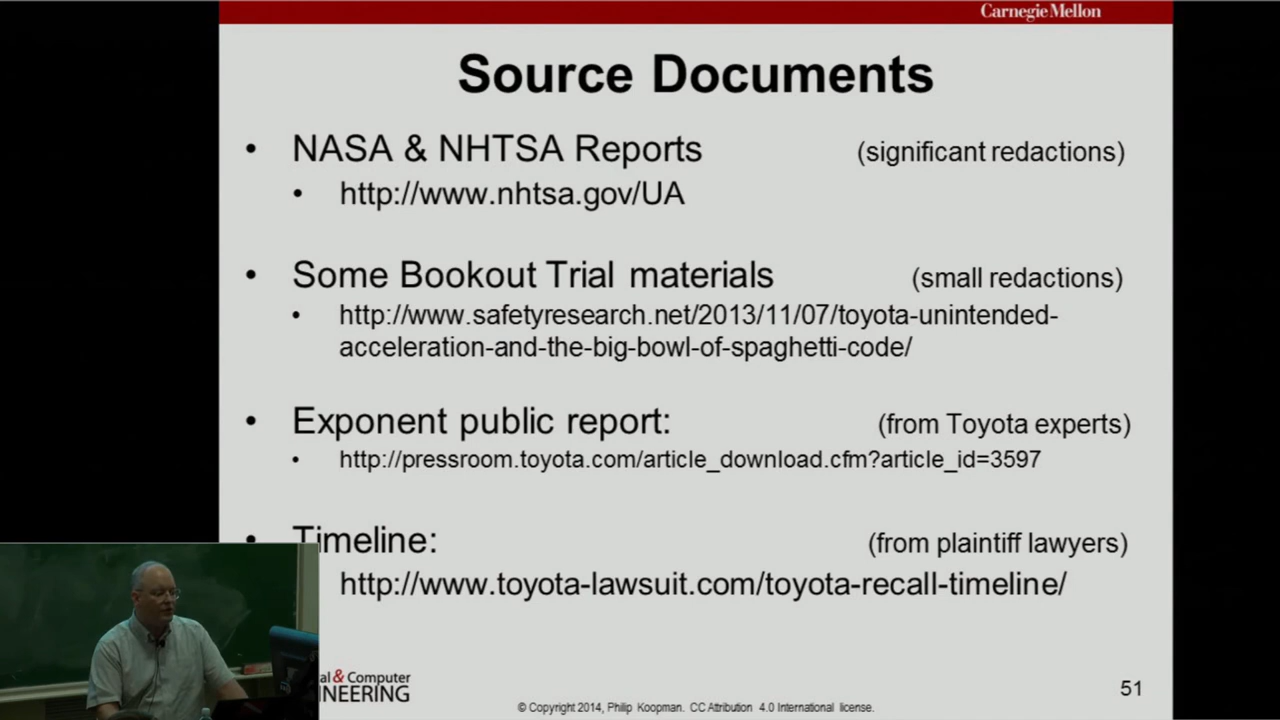 Carnegie Mellon
Source Documents
• NASA & NHTSA Reports (significant redactions)
• http://www.nhtsa.gov/UA
• Some Bookout Trial materials (small redactions)
• http://www.safetyresearch.net/2013/11/07/toyota-unintended-
acceleration-and-the-big-bowl-of-spaghetti-code/
• Exponent public report: (from Toyota experts)
• http://pressroom.toyota.com/article_download.cfm?article_id=3597
• Timeline: (from plaintiff lawyers)
http://www.toyota-lawsuit.com/toyota-recall-timeline/
al & Computer
INEERING
© Copyright 2014, Philip Koopman. CC Attribution 4.0 International license.
51